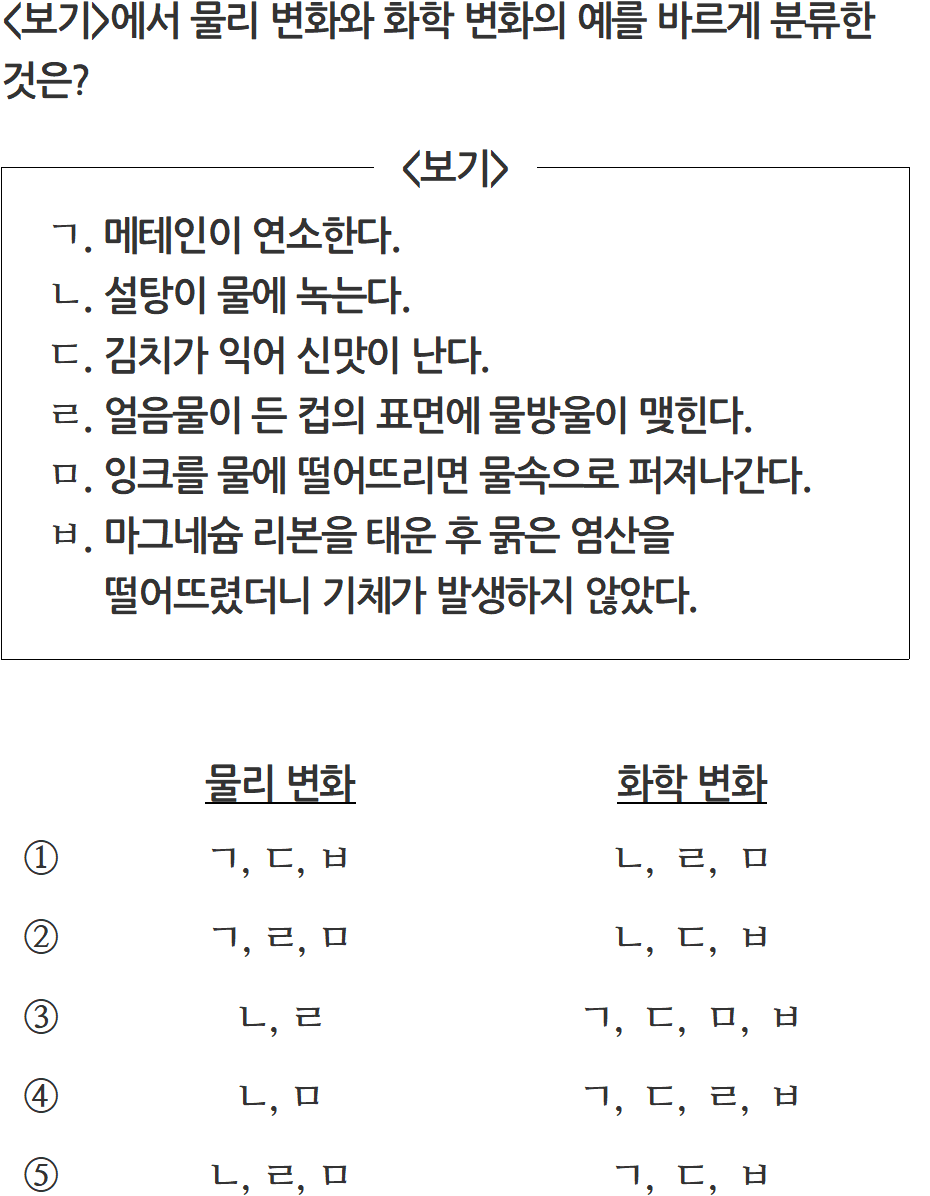 <보기>에서 물리 변화와 화학 변화의 예를 바르게 분류한
것은?
<보기>
ㄱ. 메테인이 연소한다.
ㄴ. 설탕이 물에 녹는다.
ㄷ. 김치가 익어 신맛이 난다.
ㄹ. 얼음물이 든 컵의 표면에 물방울이 맺힌다.
ㅁ. 잉크를 물에 떨어뜨리면 물속으로 퍼져나간다.
ㅂ. 마그네슘 리본을 태운 후 묽은 염산을
떨어뜨렸더니 기체가 발생하지 않았다.
물리 변화 화학 변화
① ㄱ, ㄷ, ㅂ ㄴ, ㄹ, ㅁ
② ㄱ, ㄹ, ㅁ ㄴ, ㄷ, ㅂ
③ ㄴ, ㄹ ㄱ, ㄷ, ㅁ, ㅂ
④ ㄴ, ㅁ ㄱ, ㄷ, ㄹ, ㅂ
⑤ ㄴ, ㄹ, ㅁ ㄱ, ㄷ, ㅂ